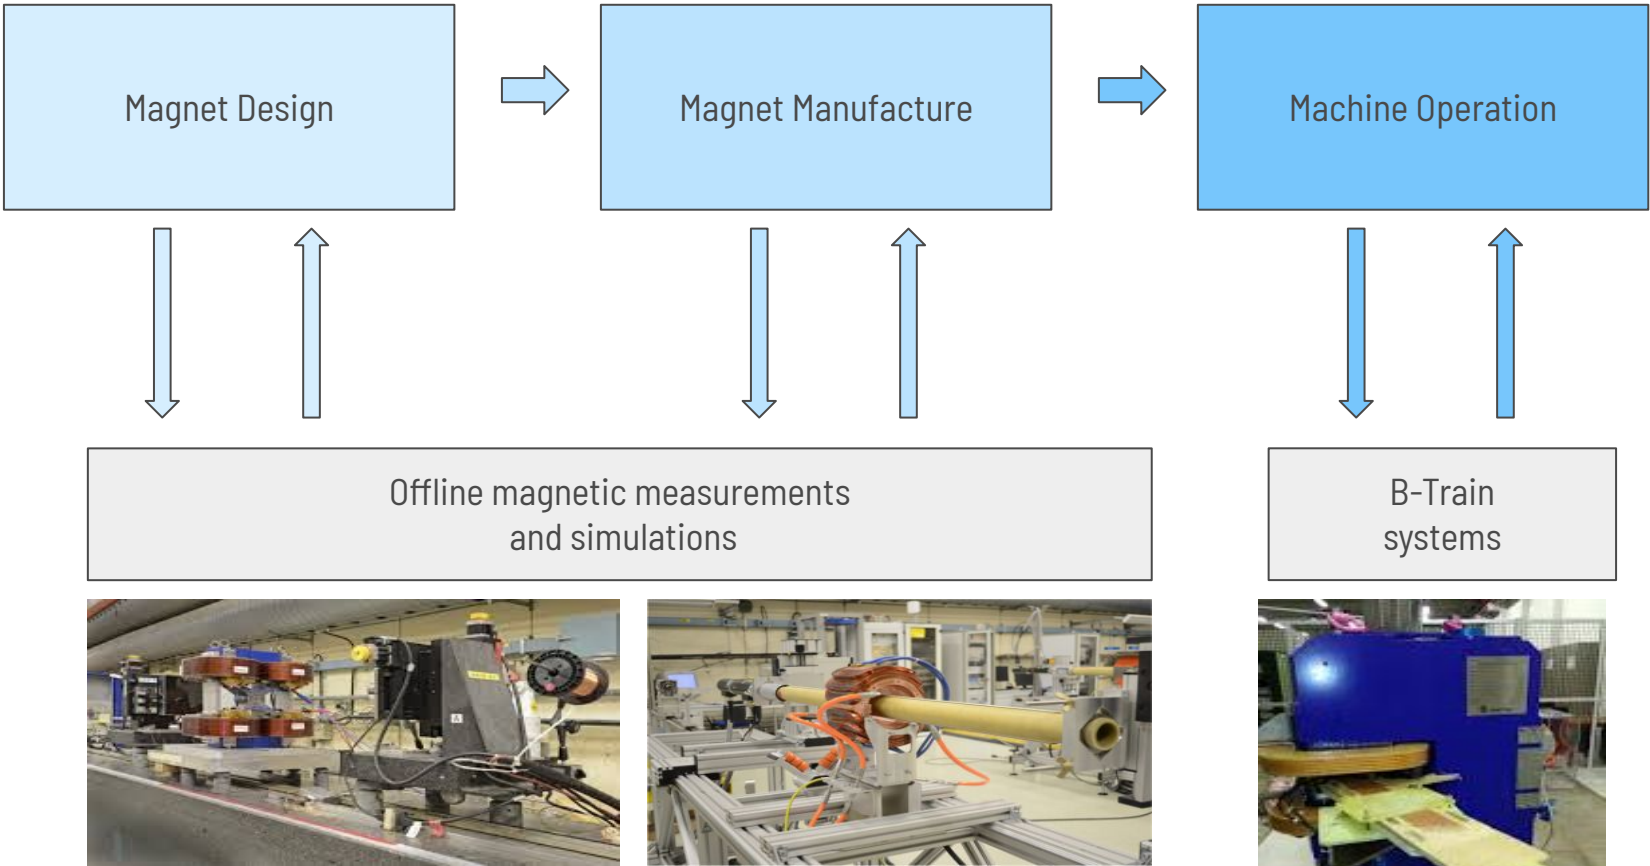 Magnet Design
Magnet Manufacture
Machine Operation
Offline magnetic measurements
and simulations
B-Train
systems
A